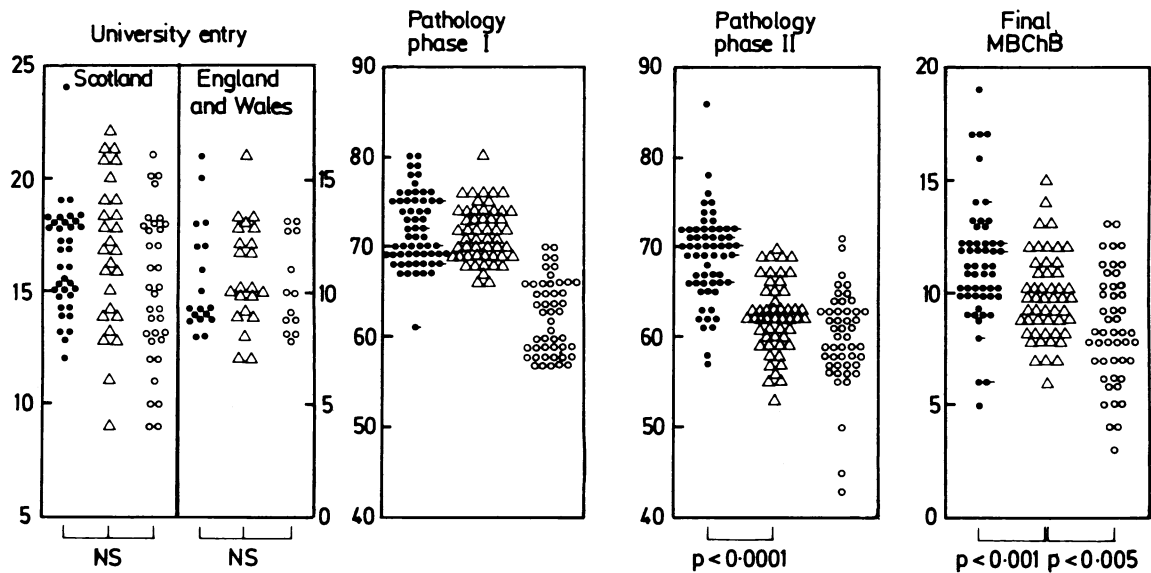 University entry
Scotland
England
and Wales
25
20
15
10
5
15
10
5
0
NS
NS
Pathology
phase I
90
80
70
60
50
40
Pathology
phase II
90
80
70
60
50
40
p<0·0001
Final
MBChB
20
15
10
5
0
p<0·001 p<0·005